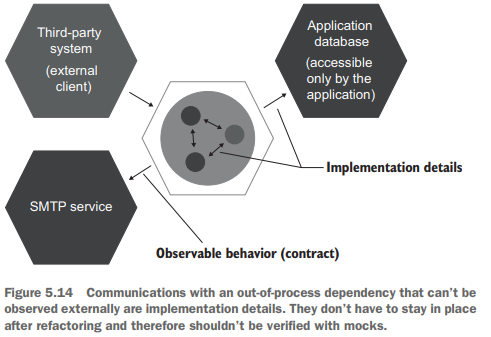 Third-party
system
(external
client)
Application
database
(accessible
only by the
application)
Implementation details
SMTP service
Observable behavior (contract)
Figure 5.14 Communications with an out-of-process dependency that can't be
observed externally are implementation details. They don't have to stay in place
after refactoring and therefore shouldn't be verified with mocks.